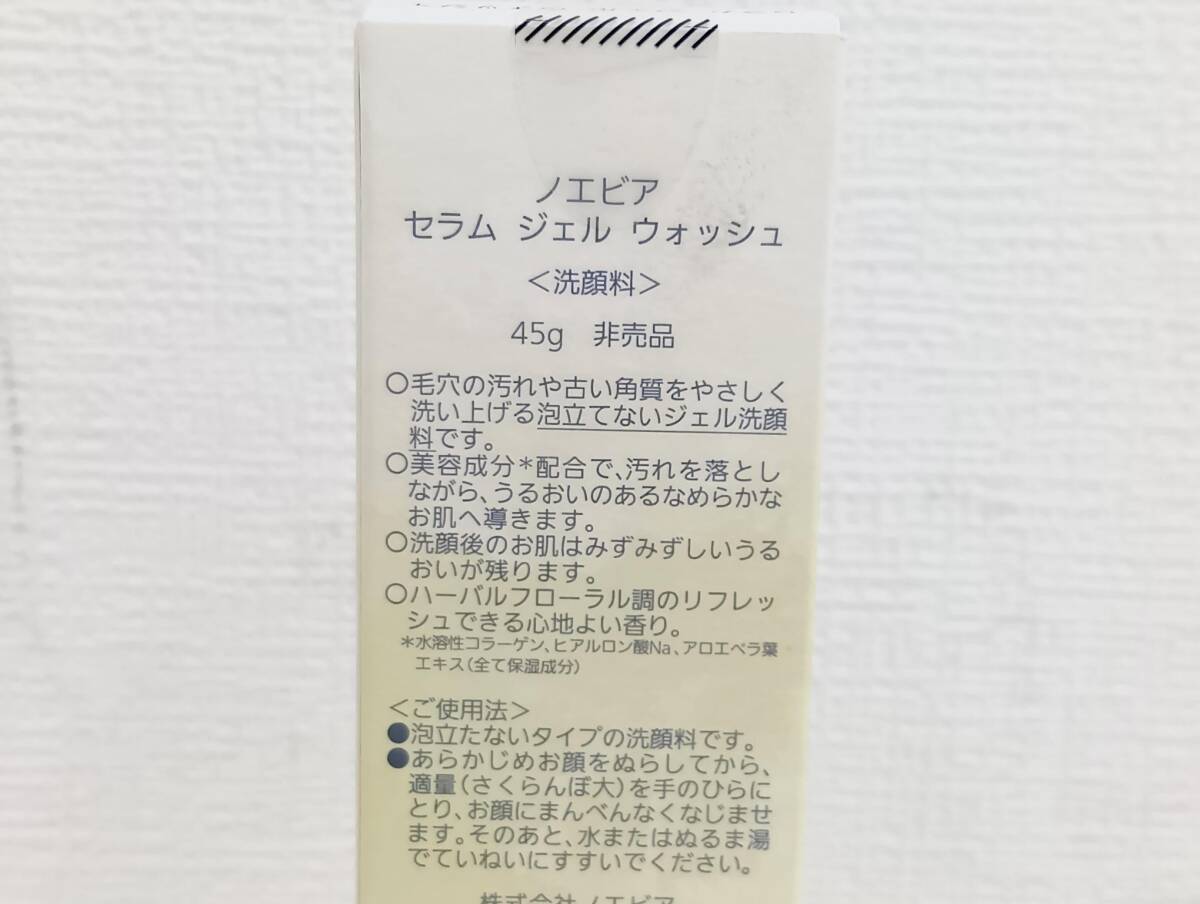 ノエビア
セラム ジェル ウォッシュ
＜洗顔料＞
45g 非売品
○毛穴の汚れや古い角質をやさしく
洗い上げる泡立てないジェル洗顔
料です。
○美容成分＊配合で、汚れを落とし
ながら、うるおいのあるなめらかな
お肌へ導きます。
○洗顔後のお肌はみずみずしいうる
おいが残ります。
○ハーバルフローラル調のリフレッ
シュできる心地よい香り。
＊水溶性コラーゲン、ヒアルロン酸Na、アロエベラ葉
エキス（全て保湿成分）
＜ご使用法＞
●泡立たないタイプの洗顔料です。
●あらかじめお顔をぬらしてから、
適量（さくらんぼ大）を手のひらに
とり、お顔にまんべんなくなじませ
ます。そのあと、水またはぬるま湯
でていねいにすすいでください。
株式会社ノエビア